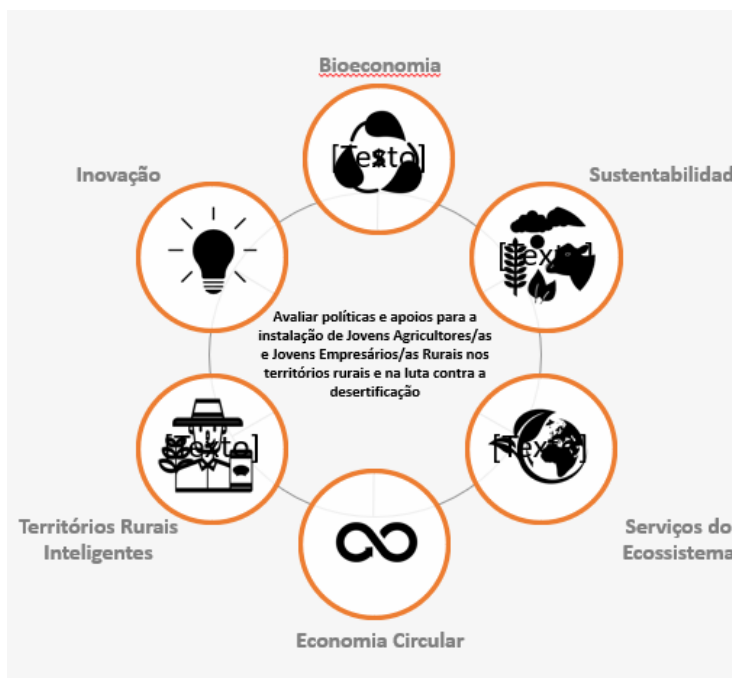 Bioeconomia
[Texto]
Inovação
Sustentabilidad
[Texto]
Avaliar políticas e apoios para a
instalação de Jovens Agricultores/as
e Jovens Empresários/as Rurais nos
territórios rurais e na luta contra a
desertificação
[Texto]
[Texto]
Territórios Rurais
Inteligentes
Serviços do
Ecossistema
Economia Circular